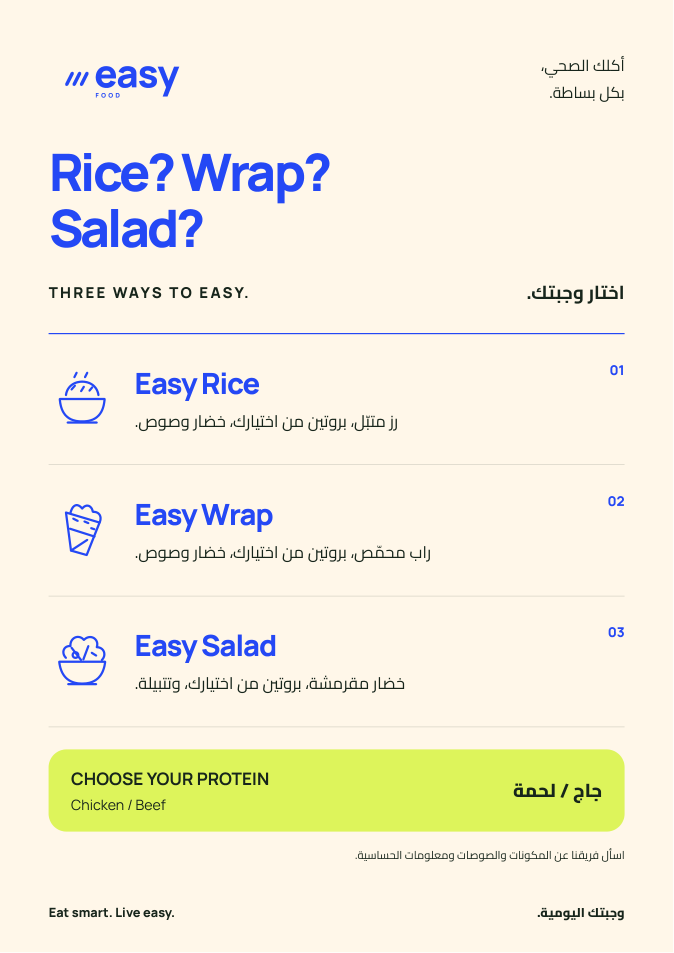 easy
FOOD
أكلك الصحي،
بكل بساطة.
Rice? Wrap?
Salad?
THREE WAYS TO EASY.
اختار وجبتك.
01
Easy Rice
رز متبّل، بروتين من اختيارك، خضار وصوص.
02
Easy Wrap
راب محمّص، بروتين من اختيارك، خضار وصوص.
03
Easy Salad
خضار مقرمشة، بروتين من اختيارك، وتتبيلة.
CHOOSE YOUR PROTEIN
Chicken / Beef
جاج / لحمة
اسأل فريقنا عن المكونات والصوصات ومعلومات الحساسية.
Eat smart. Live easy.
وجبتك اليومية.